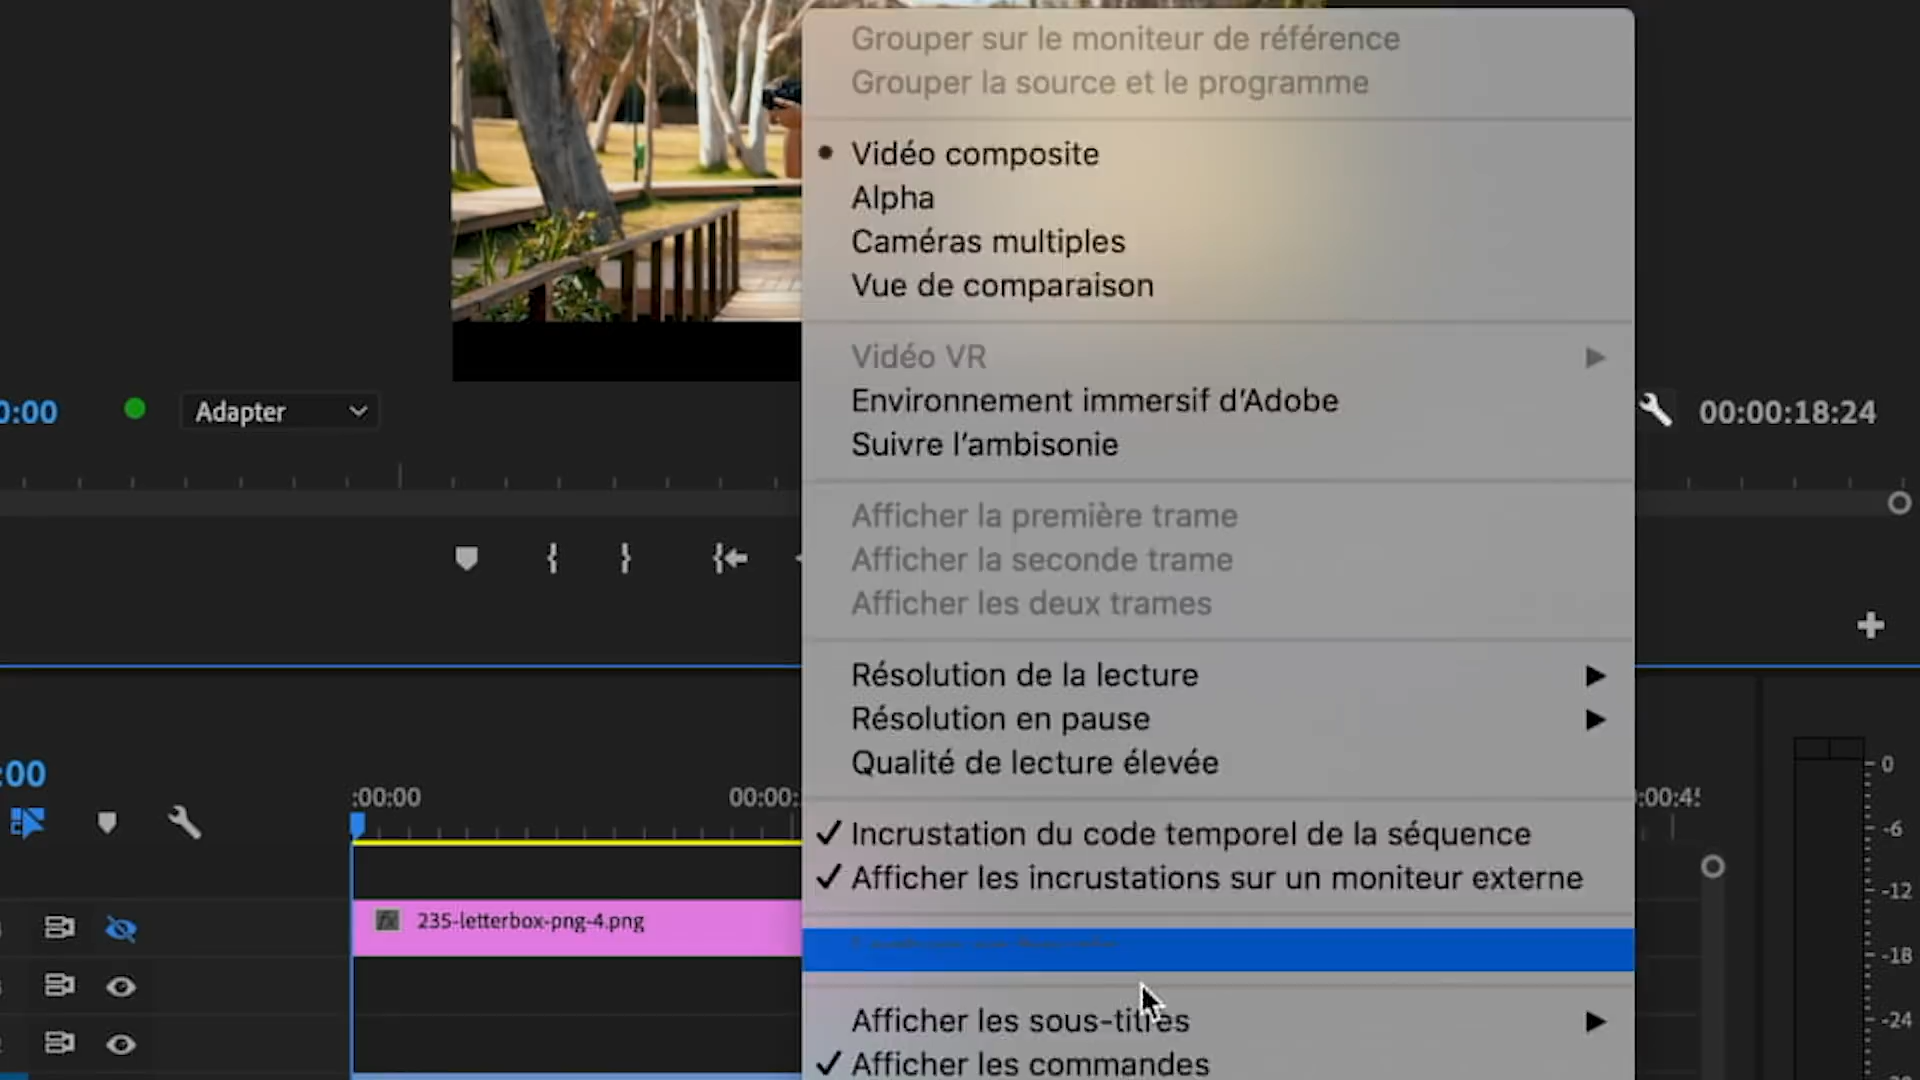 Grouper sur le moniteur de référence
Grouper la source et le programme
Vidéo composite
Alpha
Caméras multiples
Vue de comparaison
Vidéo VR
Environnement immersif d'Adobe
Suivre l'ambisonie
Afficher la première trame
Afficher la seconde trame
Afficher les deux trames
Résolution de la lecture
Résolution en pause
Qualité de lecture élevée
Incrustation du code temporel de la séquence
Afficher les incrustations sur un moniteur externe
Afficher les sous-titres
Afficher les commandes
0:00
Adapter
00:00:18:24
:00
:00:00
00:00:
:00:45
235-letterbox-png-4.png
0
-6
-12
-18
-24